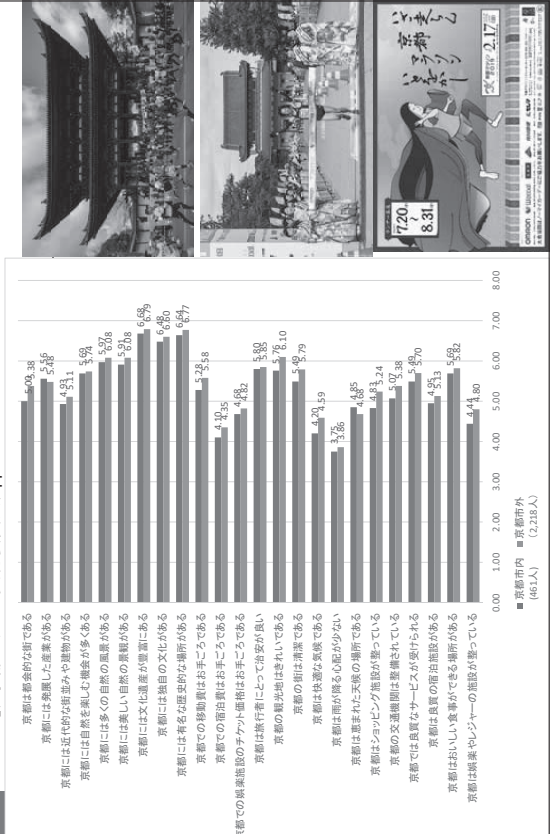 京都は都会的な街である
京都には発展した産業がある
京都には近代的な街並みや建物がある
京都には自然を楽しむ機会が多くある
京都には多くの自然の風景がある
京都には美しい自然の景観がある
京都には文化遺産が豊富にある
京都には独自の文化がある
京都には有名な歴史的な場所がある
京都での移動費はお手ごろである
京都での宿泊費はお手ごろである
京都での娯楽施設のチケット価格はお手ごろである
京都は旅行者にとって治安が良い
京都の観光地はきれいである
京都の街は清潔である
京都は快適な気候である
京都は雨が降る心配が少ない
京都は恵まれた天候の場所である
京都はショッピング施設が整っている
京都の交通機関は整備されている
京都では良質なサービスが受けられる
京都は良質の宿泊施設がある
京都はおいしい食事ができる場所がある
京都は娯楽やレジャーの施設が整っている
5.00 5.38
5.56 5.48
4.93 5.11
5.69 5.74
5.97 6.08
5.91 6.08
6.68 6.79
6.48 6.60
6.64 6.77
5.28 5.58
4.10 4.35
4.68 4.82
5.80 5.85
5.76 6.10
5.49 5.79
4.20 4.59
3.75 3.86
4.85 4.68
4.83 5.24
5.07 5.38
5.49 5.70
4.95 5.13
5.69 5.82
4.44 4.80
0.00 1.00 2.00 3.00 4.00 5.00 6.00 7.00 8.00
京都市内 京都市外
(461人) (2,218人)
いざ走らん
京都
マラソン
いとをかし
2.17
7.20
～
8.31
omron